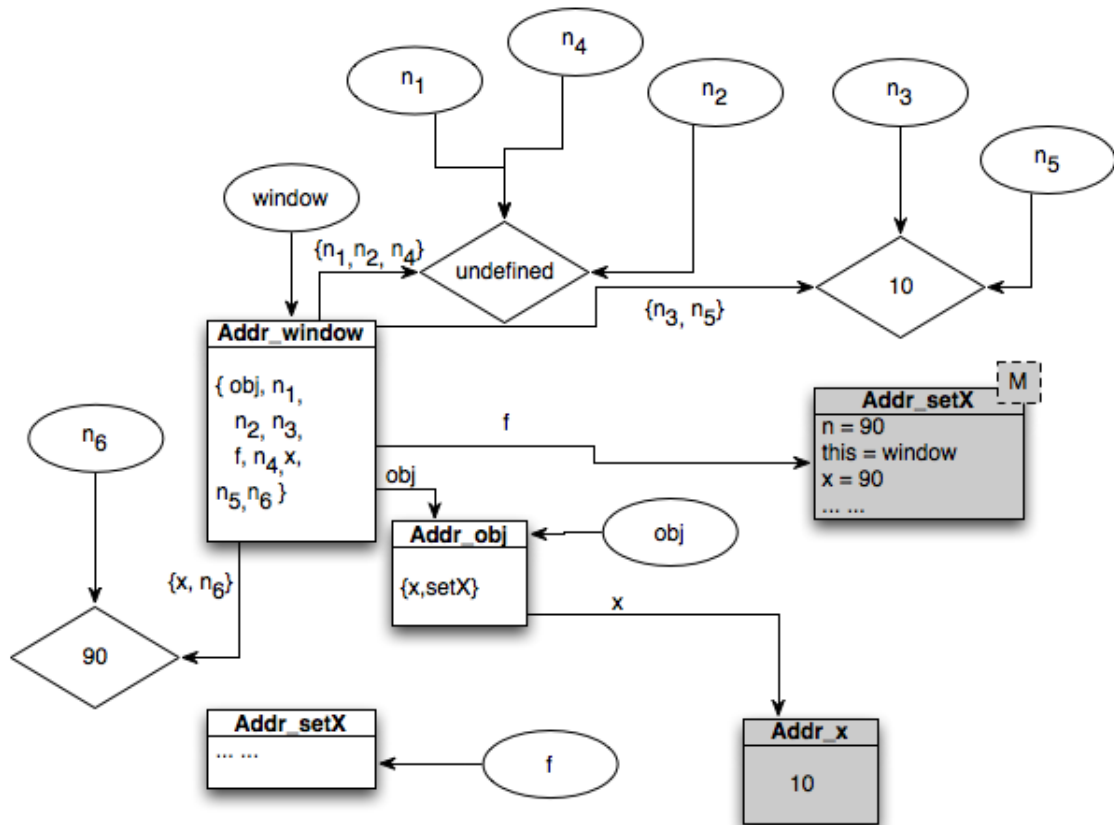 n4
n1
n2
n3
n5
window
{n1,n2, n4}
undefined
10
{n3, n5}
Addr_window
{ obj, n1,
n2, n3,
f, n4,x,
n5,n6 }
M
Addr_setX
n = 90
this = window
x = 90
... ...
f
n6
obj
Addr_obj
{x,setX}
obj
{x, n6}
x
90
Addr_setX
... ...
f
Addr_x
10